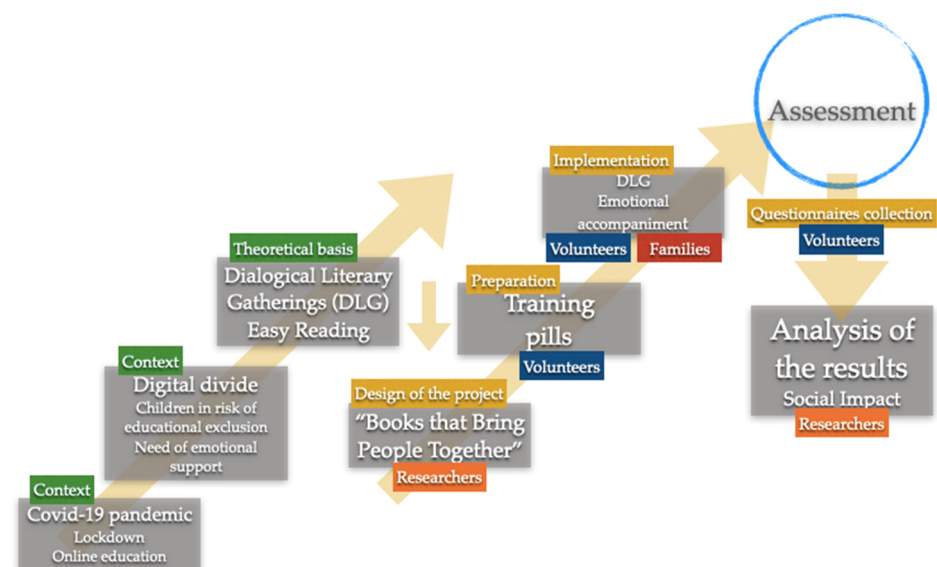 Context
Covid-19 pandemic
Lockdown
Online education
Context
Digital divide
Children in risk of
educational exclusion
Need of emotional
support
Theoretical basis
Dialogical Literary
Gatherings (DLG)
Easy Reading
Design of the project
“Books that Bring
People Together”
Researchers
Preparation
Training
pills
Volunteers
Implementation
DLG
Emotional
accompaniment
Volunteers
Families
Assessment
Questionnaires collection
Volunteers
Analysis of
the results
Social Impact
Researchers